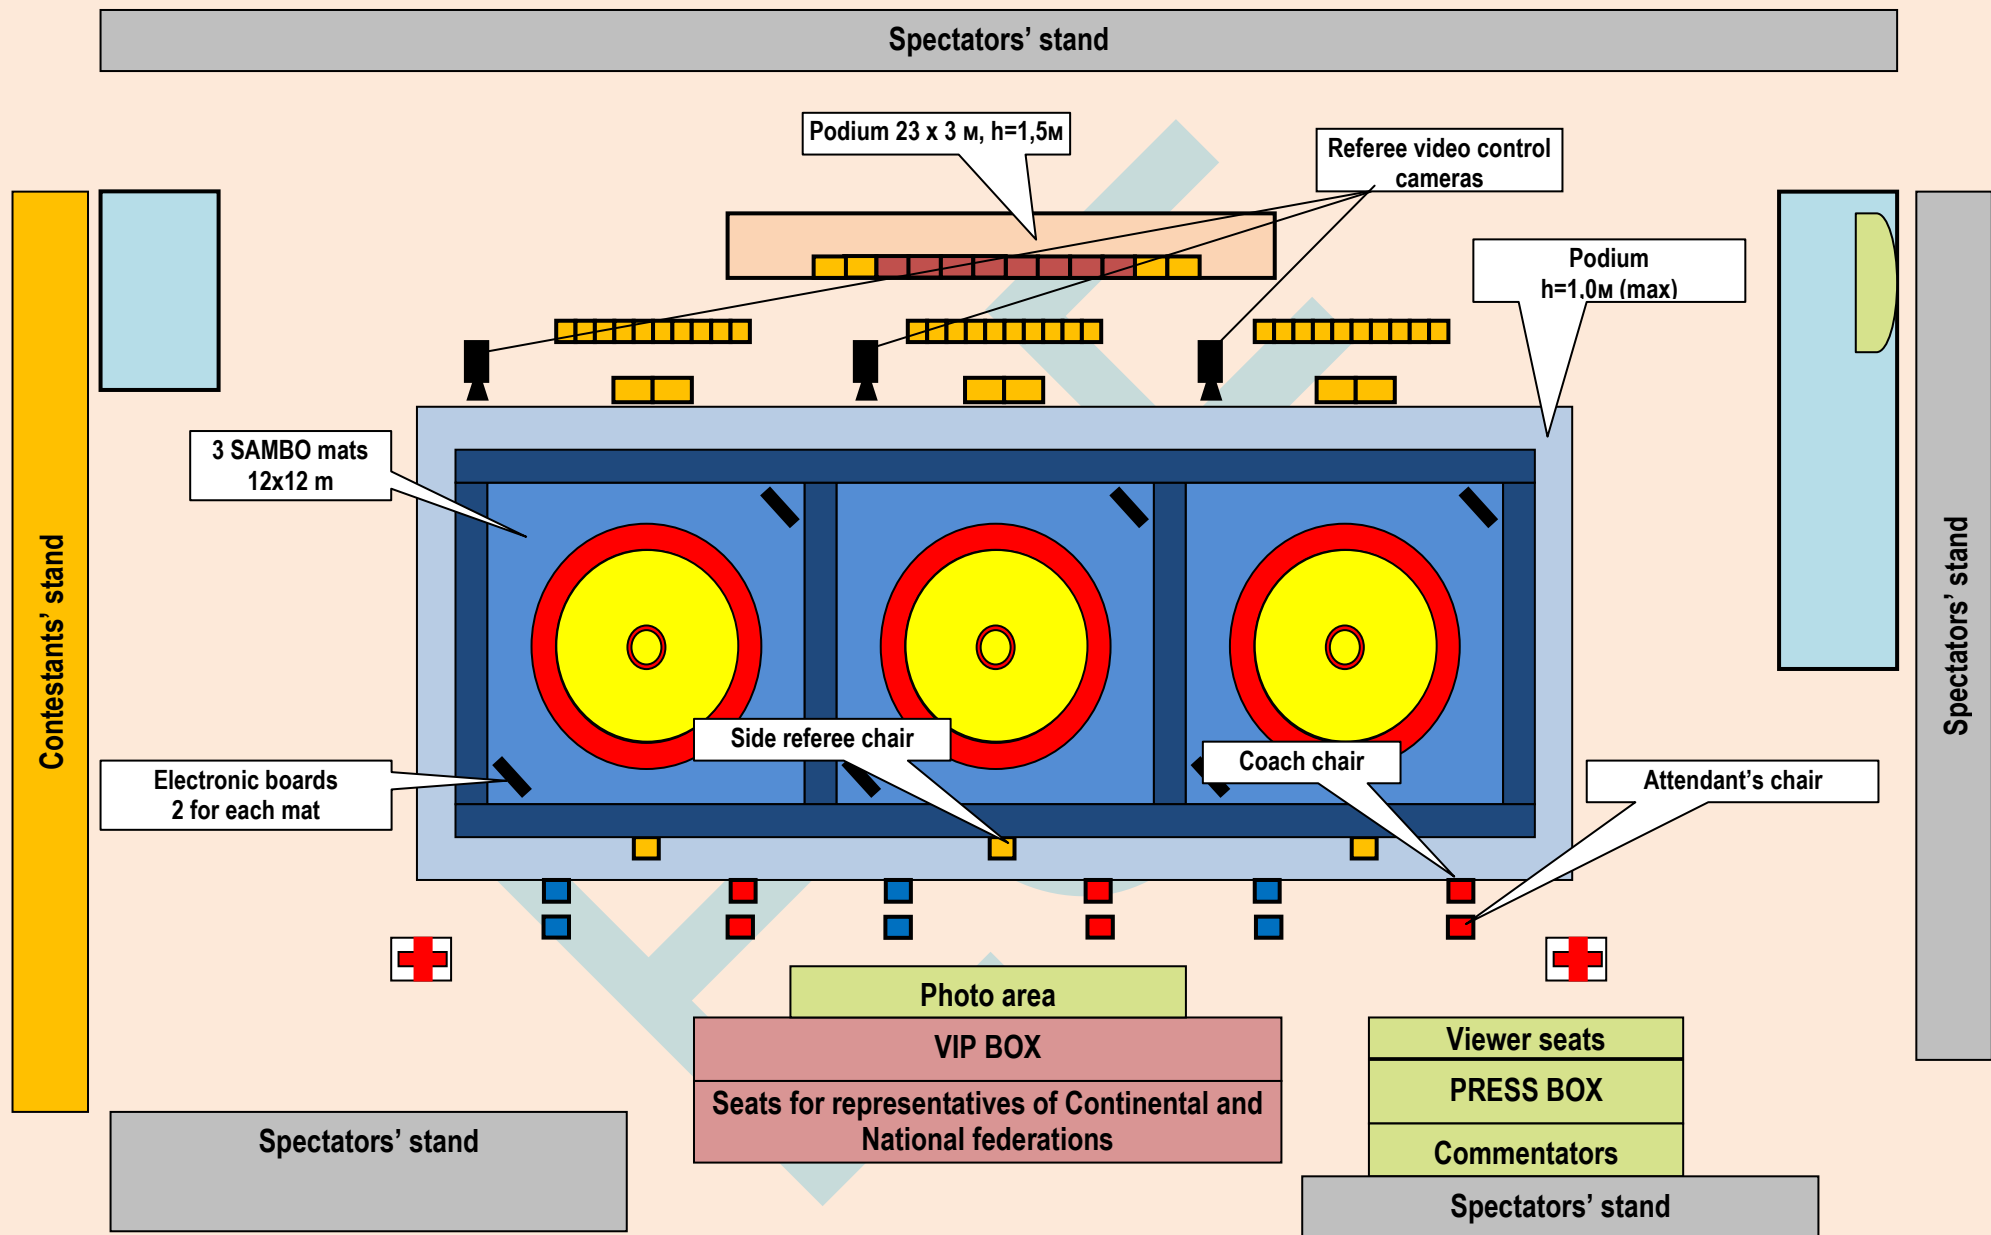 Spectators’ stand
Podium 23 x 3 м, h=1,5м
Referee video control
cameras
Podium
h=1,0м (max)
3 SAMBO mats
12x12 m
Contestants’ stand
Spectators’ stand
Side referee chair
Coach chair
Electronic boards
2 for each mat
Attendant’s chair
Photo area
VIP BOX
Seats for representatives of Continental and
National federations
Viewer seats
PRESS BOX
Commentators
Spectators’ stand
Spectators’ stand